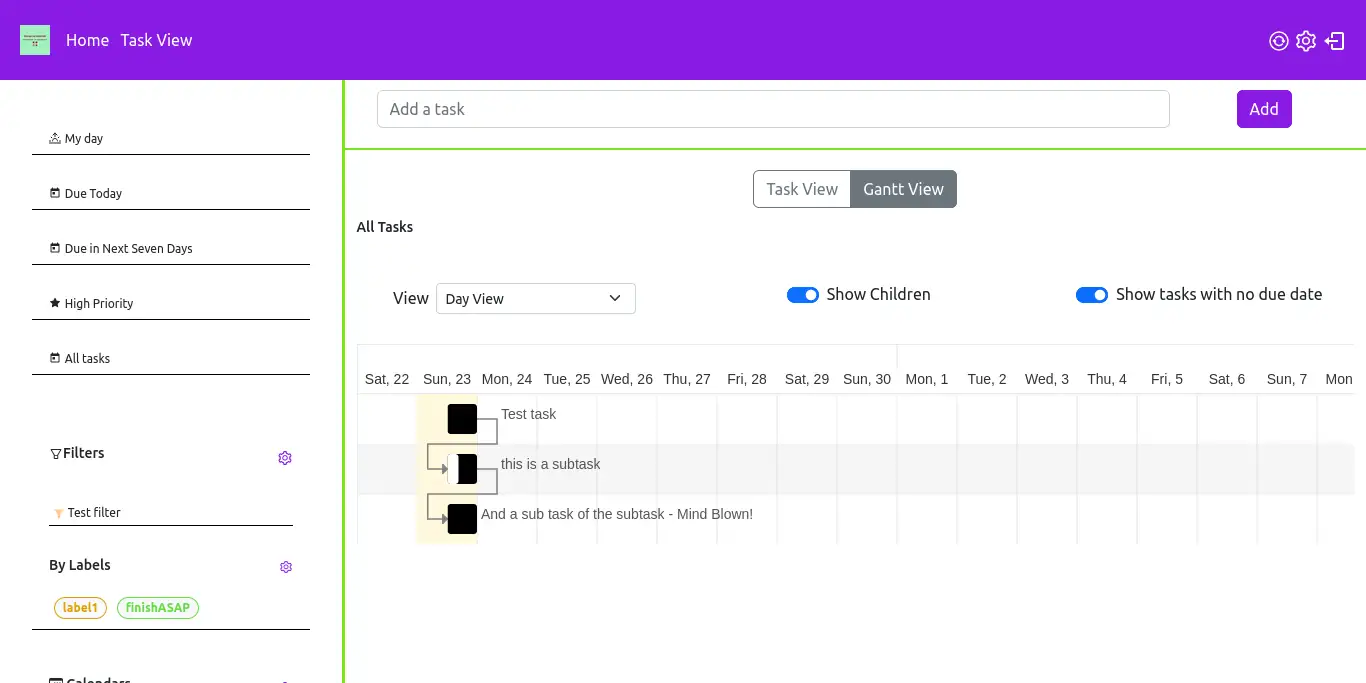 Home Task View
My day
Due Today
Due in Next Seven Days
High Priority
All tasks
Filters
Test filter
By Labels
label1 finishASAP
Calendars
Add a task
Add
Task View Gantt View
All Tasks
View Day View Show Children Show tasks with no due date
Sat, 22 Sun, 23 Mon, 24 Tue, 25 Wed, 26 Thu, 27 Fri, 28 Sat, 29 Sun, 30 Mon, 1 Tue, 2 Wed, 3 Thu, 4 Fri, 5 Sat, 6 Sun, 7 Mon
Test task
this is a subtask
And a sub task of the subtask - Mind Blown!